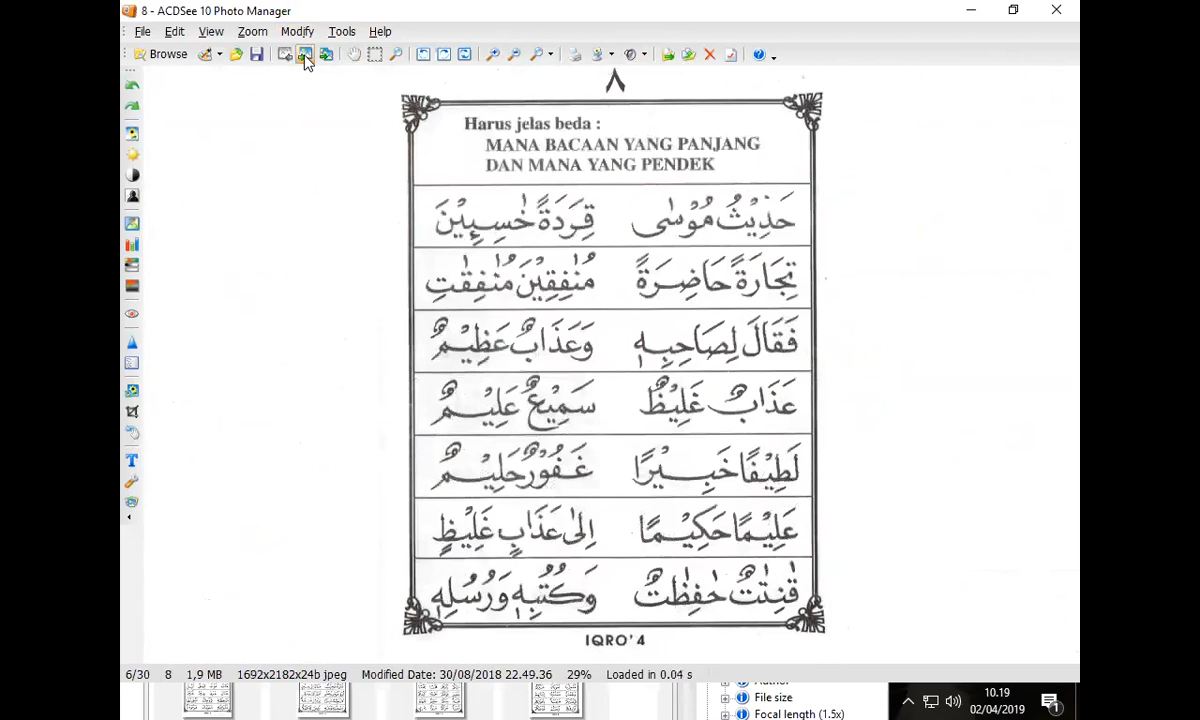 8 - ACDSee 10 Photo Manager
File Edit View Zoom Modify Tools Help
Browse
٨
Harus jelas beda :
MANA BACAAN YANG PANJANG
DAN MANA YANG PENDEK
حَدِيْثُ مُوْسٰى قِرَدَةً خٰسِـِٕيْنَ
تِجَارَةً حَاضِرَةً مُنٰفِقِيْنَ مُنٰفِقٰتِ
فَقَالَ لِصَاحِبِهٖ وَعَذَابٌ عَظِيْمٌ
عَذَابٌ غَلِيْظٌ سَمِيْعٌ عَلِيْمٌ
لَطِيْفًا خَبِيْرًا غَفُوْرٌ حَلِيْمٌ
عَلِيْمًا حَكِيْمًا اِلٰى عَذَابٍ غَلِيْظٍ
قٰنِتٰتٌ حٰفِظٰتٌ وَكُتُبِهٖ وَرُسُلِهٖ
IQRO'4
6/30 8 1,9 MB 1692x2182x24b jpeg Modified Date: 30/08/2018 22.49.36 29% Loaded in 0.04 s
File size
Focal length (1.5x)
10.19
02/04/2019